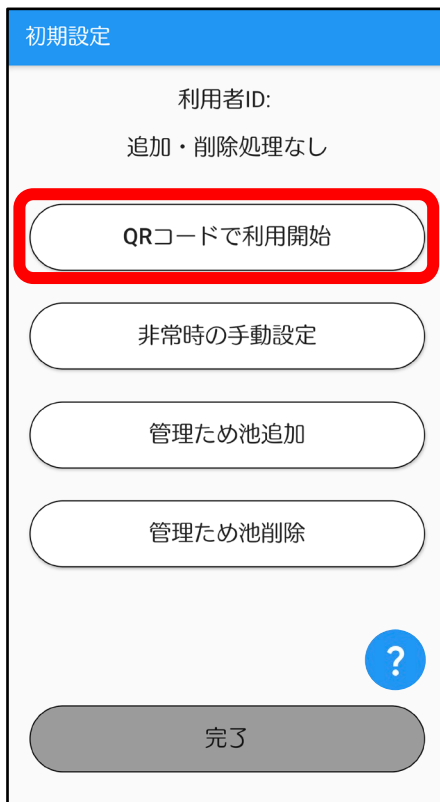 初期設定
利用者ID:
追加・削除処理なし
QRコードで利用開始
非常時の手動設定
管理ため池追加
管理ため池削除
?
完了